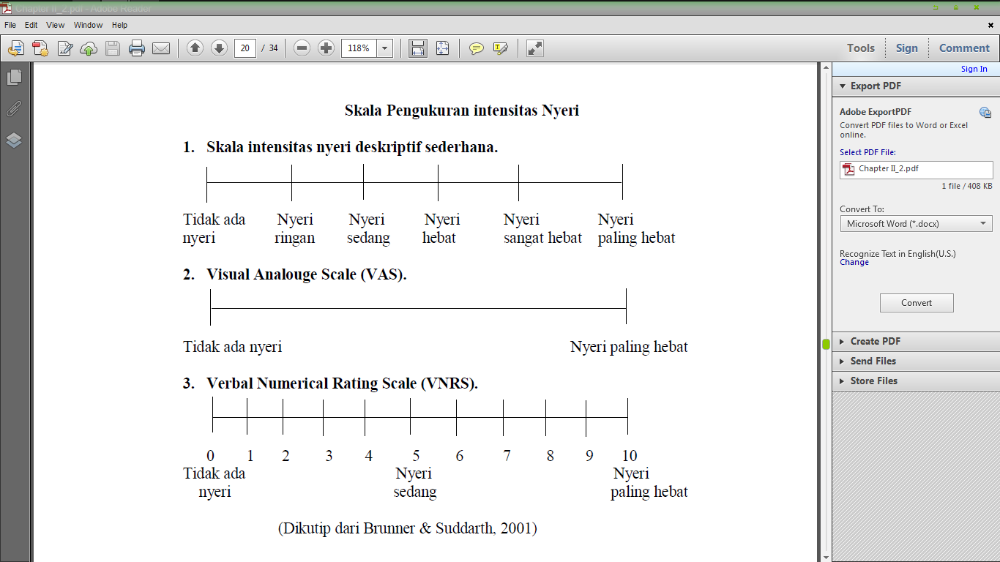 Chapter II_2.pdf - Adobe Reader
File Edit View Window Help
20 / 34 118% Tools Sign Comment
Sign In
Export PDF
Adobe ExportPDF
Convert PDF files to Word or Excel
online.
Select PDF File:
Chapter II_2.pdf
1 file / 408 KB
Convert To:
Microsoft Word (*.docx)
Recognize Text in English(U.S.)
Change
Convert
Create PDF
Send Files
Store Files
Skala Pengukuran intensitas Nyeri
1. Skala intensitas nyeri deskriptif sederhana.
Tidak ada Nyeri Nyeri Nyeri Nyeri Nyeri
nyeri ringan sedang hebat sangat hebat paling hebat
2. Visual Analouge Scale (VAS).
Tidak ada nyeri Nyeri paling hebat
3. Verbal Numerical Rating Scale (VNRS).
0 1 2 3 4 5 6 7 8 9 10
Tidak ada Nyeri Nyeri
nyeri sedang paling hebat
(Dikutip dari Brunner & Suddarth, 2001)